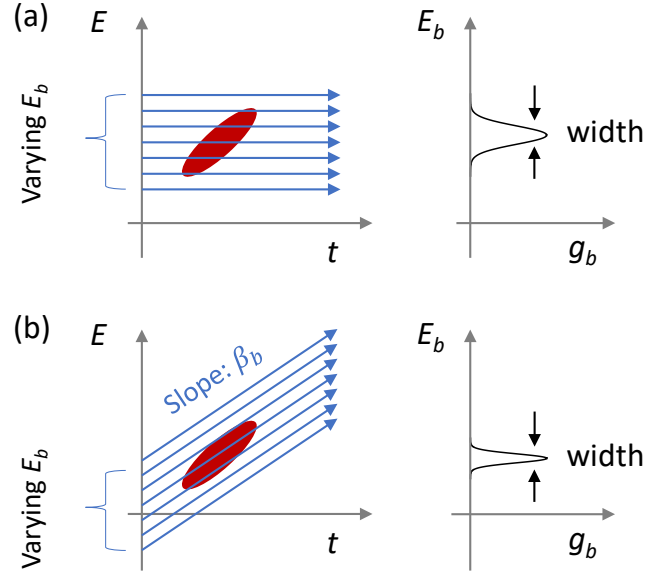 (a)
E
E_b
Varying E_b
width
t
g_b
(b)
E
E_b
Slope: β_b
Varying E_b
width
t
g_b